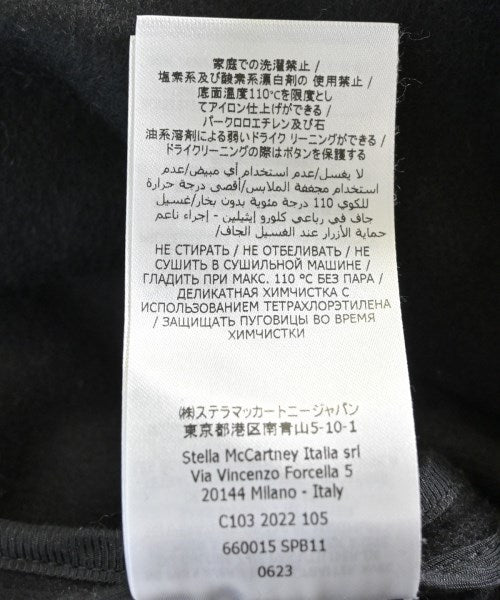 家庭での洗濯禁止 /
塩素系及び酸素系漂白剤の 使用禁止 /
底面温度110℃を限度とし
てアイロン仕上げができる /
パークロロエチレン及び石
油系溶剤による弱いドライク リーニングができる /
ドライクリーニングの際はボタンを保護する
لا يغسل/عدم استخدام أي مبيض/عدم
استخدام مجففة الملابس/أقصى درجة حرارة
للكوي 110 درجة مئوية بدون بخار/غسيل
جاف في رباعي كلورو إيثيلين - إجراء ناعم
/حماية الأزرار عند الغسيل الجاف
НЕ СТИРАТЬ / НЕ ОТБЕЛИВАТЬ / НЕ
СУШИТЬ В СУШИЛЬНОЙ МАШИНЕ /
ГЛАДИТЬ ПРИ МАКС. 110 °C БЕЗ ПАРА /
ДЕЛИКАТНАЯ ХИМЧИСТКА С
ИСПОЛЬЗОВАНИЕМ ТЕТРАХЛОРЭТИЛЕНА
/ ЗАЩИЩАТЬ ПУГОВИЦЫ ВО ВРЕМЯ
ХИМЧИСТКИ
㈱ステラマッカートニージャパン
東京都港区南青山5-10-1
Stella McCartney Italia srl
Via Vincenzo Forcella 5
20144 Milano - Italy
C103 2022 105
660015 SPB11
0623